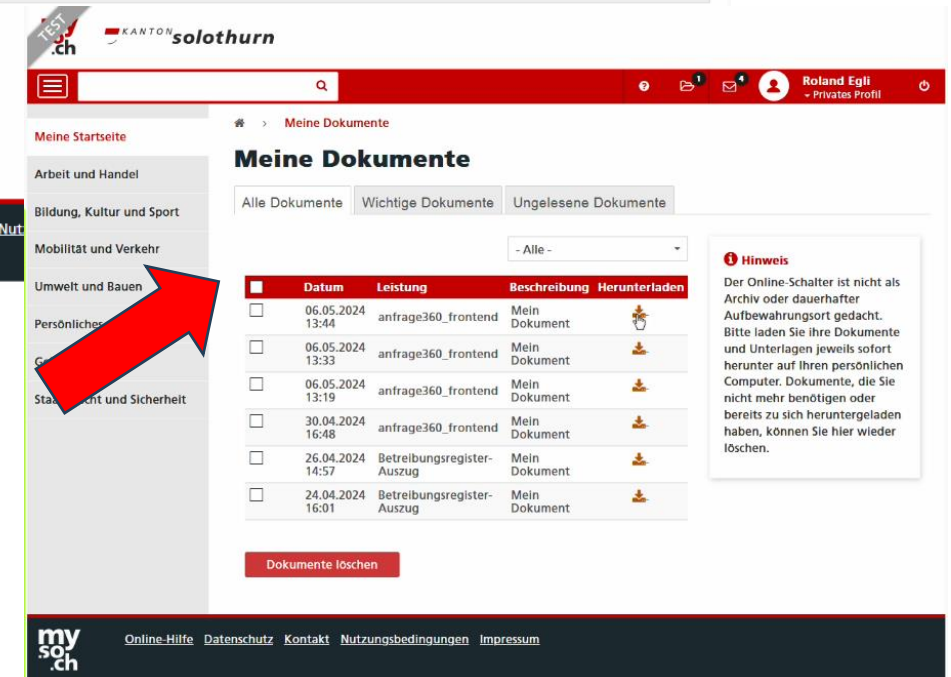 TEST
my
so
.ch
KANTON solothurn
1
4
Roland Egli
Privates Profil
Meine Startseite
Arbeit und Handel
Bildung, Kultur und Sport
Mobilität und Verkehr
Umwelt und Bauen
Persönliches
Staat
cht und Sicherheit
Nut
Meine Dokumente
Meine Dokumente
Alle Dokumente Wichtige Dokumente Ungelesene Dokumente
- Alle -
Datum Leistung Beschreibung Herunterladen
06.05.2024 13:44 anfrage360_frontend Mein Dokument
06.05.2024 13:33 anfrage360_frontend Mein Dokument
06.05.2024 13:19 anfrage360_frontend Mein Dokument
30.04.2024 16:48 anfrage360_frontend Mein Dokument
26.04.2024 14:57 Betreibungsregister-Auszug Mein Dokument
24.04.2024 16:01 Betreibungsregister-Auszug Mein Dokument
Dokumente löschen
Hinweis
Der Online-Schalter ist nicht als
Archiv oder dauerhafter
Aufbewahrungsort gedacht.
Bitte laden Sie ihre Dokumente
und Unterlagen jeweils sofort
herunter auf Ihren persönlichen
Computer. Dokumente, die Sie
nicht mehr benötigen oder
bereits zu sich heruntergeladen
haben, können Sie hier wieder
löschen.
my
so
.ch
Online-Hilfe Datenschutz Kontakt Nutzungsbedingungen Impressum